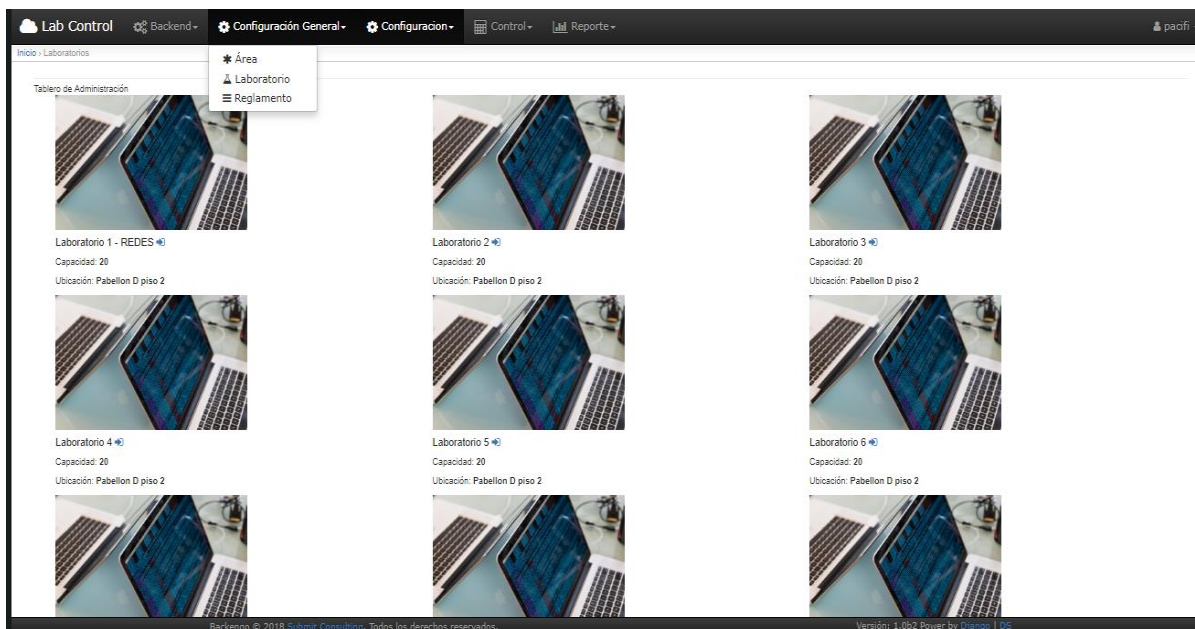 Lab Control Backend Configuración General Configuracion Control Reporte pacifi
Inicio › Laboratorios
Área
Laboratorio
Reglamento
Tablero de Administración
Laboratorio 1 - REDES Laboratorio 2 Laboratorio 3
Capacidad: 20 Capacidad: 20 Capacidad: 20
Ubicación: Pabellon D piso 2 Ubicación: Pabellon D piso 2 Ubicación: Pabellon D piso 2
Laboratorio 4 Laboratorio 5 Laboratorio 6
Capacidad: 20 Capacidad: 20 Capacidad: 20
Ubicación: Pabellon D piso 2 Ubicación: Pabellon D piso 2 Ubicación: Pabellon D piso 2
Backengo © 2018 Submit Consulting. Todos los derechos reservados. Versión: 1.0b2 Power by Django | DS